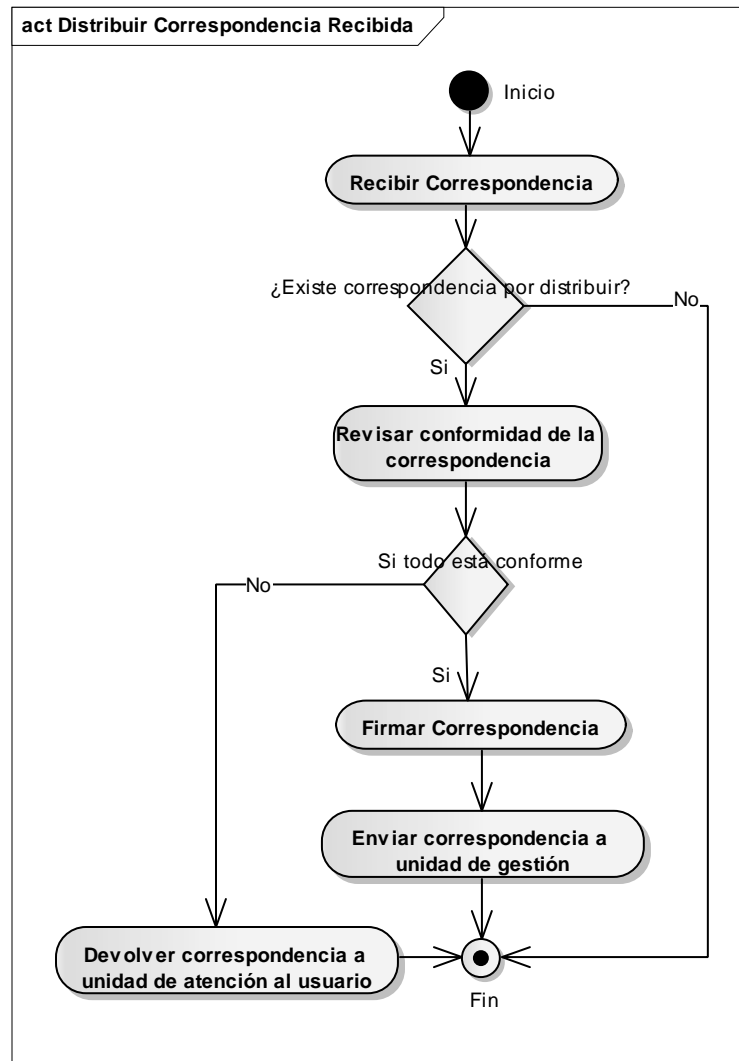 act Distribuir Correspondencia Recibida
Inicio
Recibir Correspondencia
¿Existe correspondencia por distribuir?
No
Si
Revisar conformidad de la
correspondencia
Si todo está conforme
No
Si
Firmar Correspondencia
Enviar correspondencia a
unidad de gestión
Devolver correspondencia a
unidad de atención al usuario
Fin